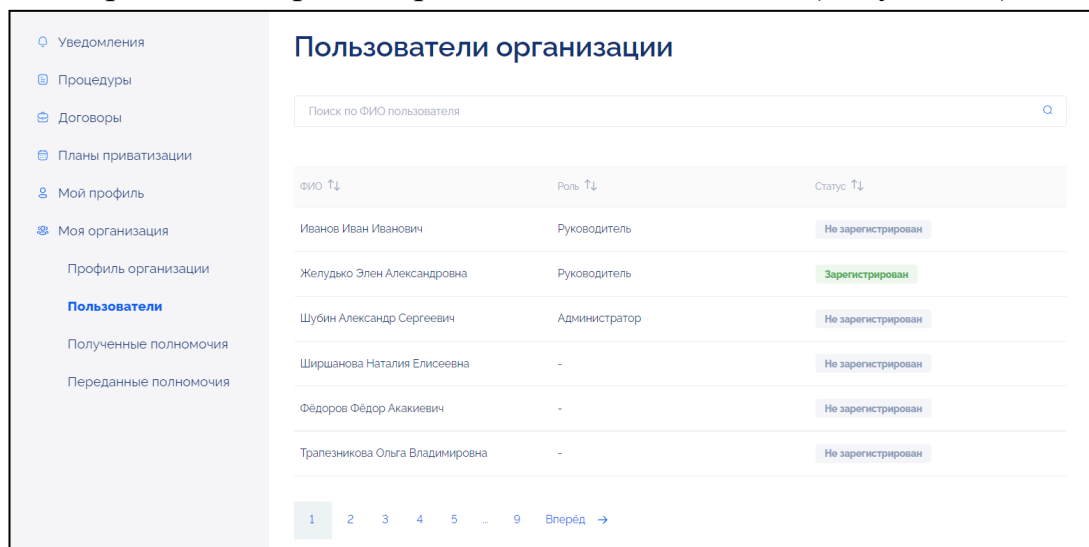 Уведомления
Процедуры
Договоры
Планы приватизации
Мой профиль
Моя организация
Профиль организации
Пользователи
Полученные полномочия
Переданные полномочия
Пользователи организации
Поиск по ФИО пользователя
ФИО Роль Статус
Иванов Иван Иванович Руководитель Не зарегистрирован
Желудько Элен Александровна Руководитель Зарегистрирован
Шубин Александр Сергеевич Администратор Не зарегистрирован
Ширшанова Наталия Елисеевна - Не зарегистрирован
Фёдоров Фёдор Акакиевич - Не зарегистрирован
Трапезникова Ольга Владимировна - Не зарегистрирован
1 2 3 4 5 ... 9 Вперёд →